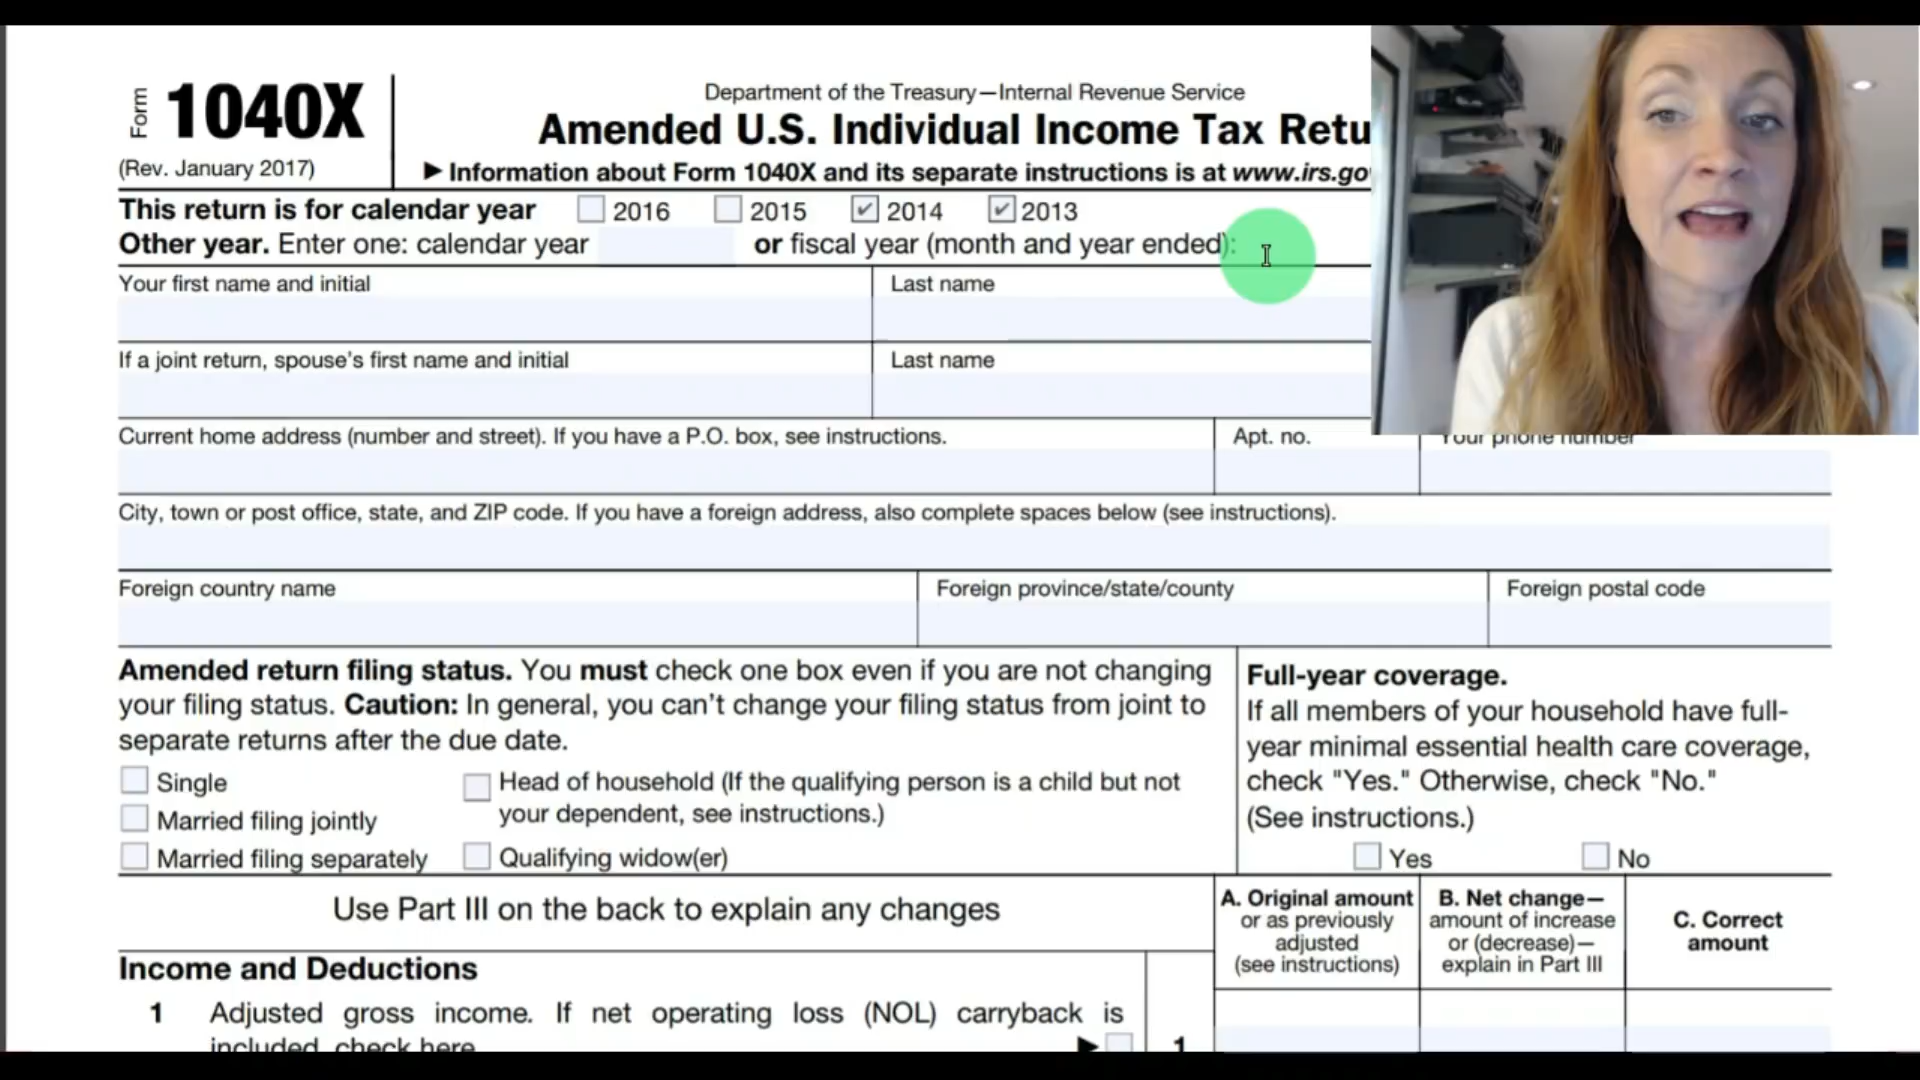 Form 1040X
(Rev. January 2017)
Department of the Treasury—Internal Revenue Service
Amended U.S. Individual Income Tax Retu
▶ Information about Form 1040X and its separate instructions is at www.irs.go
This return is for calendar year 2016 2015 ✓ 2014 ✓ 2013
Other year. Enter one: calendar year or fiscal year (month and year ended):
Your first name and initial Last name
If a joint return, spouse's first name and initial Last name
Current home address (number and street). If you have a P.O. box, see instructions. Apt. no. Your phone number
City, town or post office, state, and ZIP code. If you have a foreign address, also complete spaces below (see instructions).
Foreign country name Foreign province/state/county Foreign postal code
Amended return filing status. You must check one box even if you are not changing
your filing status. Caution: In general, you can't change your filing status from joint to
separate returns after the due date.
Single
Married filing jointly
Married filing separately
Head of household (If the qualifying person is a child but not
your dependent, see instructions.)
Qualifying widow(er)
Full-year coverage.
If all members of your household have full-
year minimal essential health care coverage,
check "Yes." Otherwise, check "No."
(See instructions.)
Yes No
Use Part III on the back to explain any changes
A. Original amount
or as previously
adjusted
(see instructions)
B. Net change—
amount of increase
or (decrease)—
explain in Part III
C. Correct
amount
Income and Deductions
1 Adjusted gross income. If net operating loss (NOL) carryback is
included, check here ▶ 1